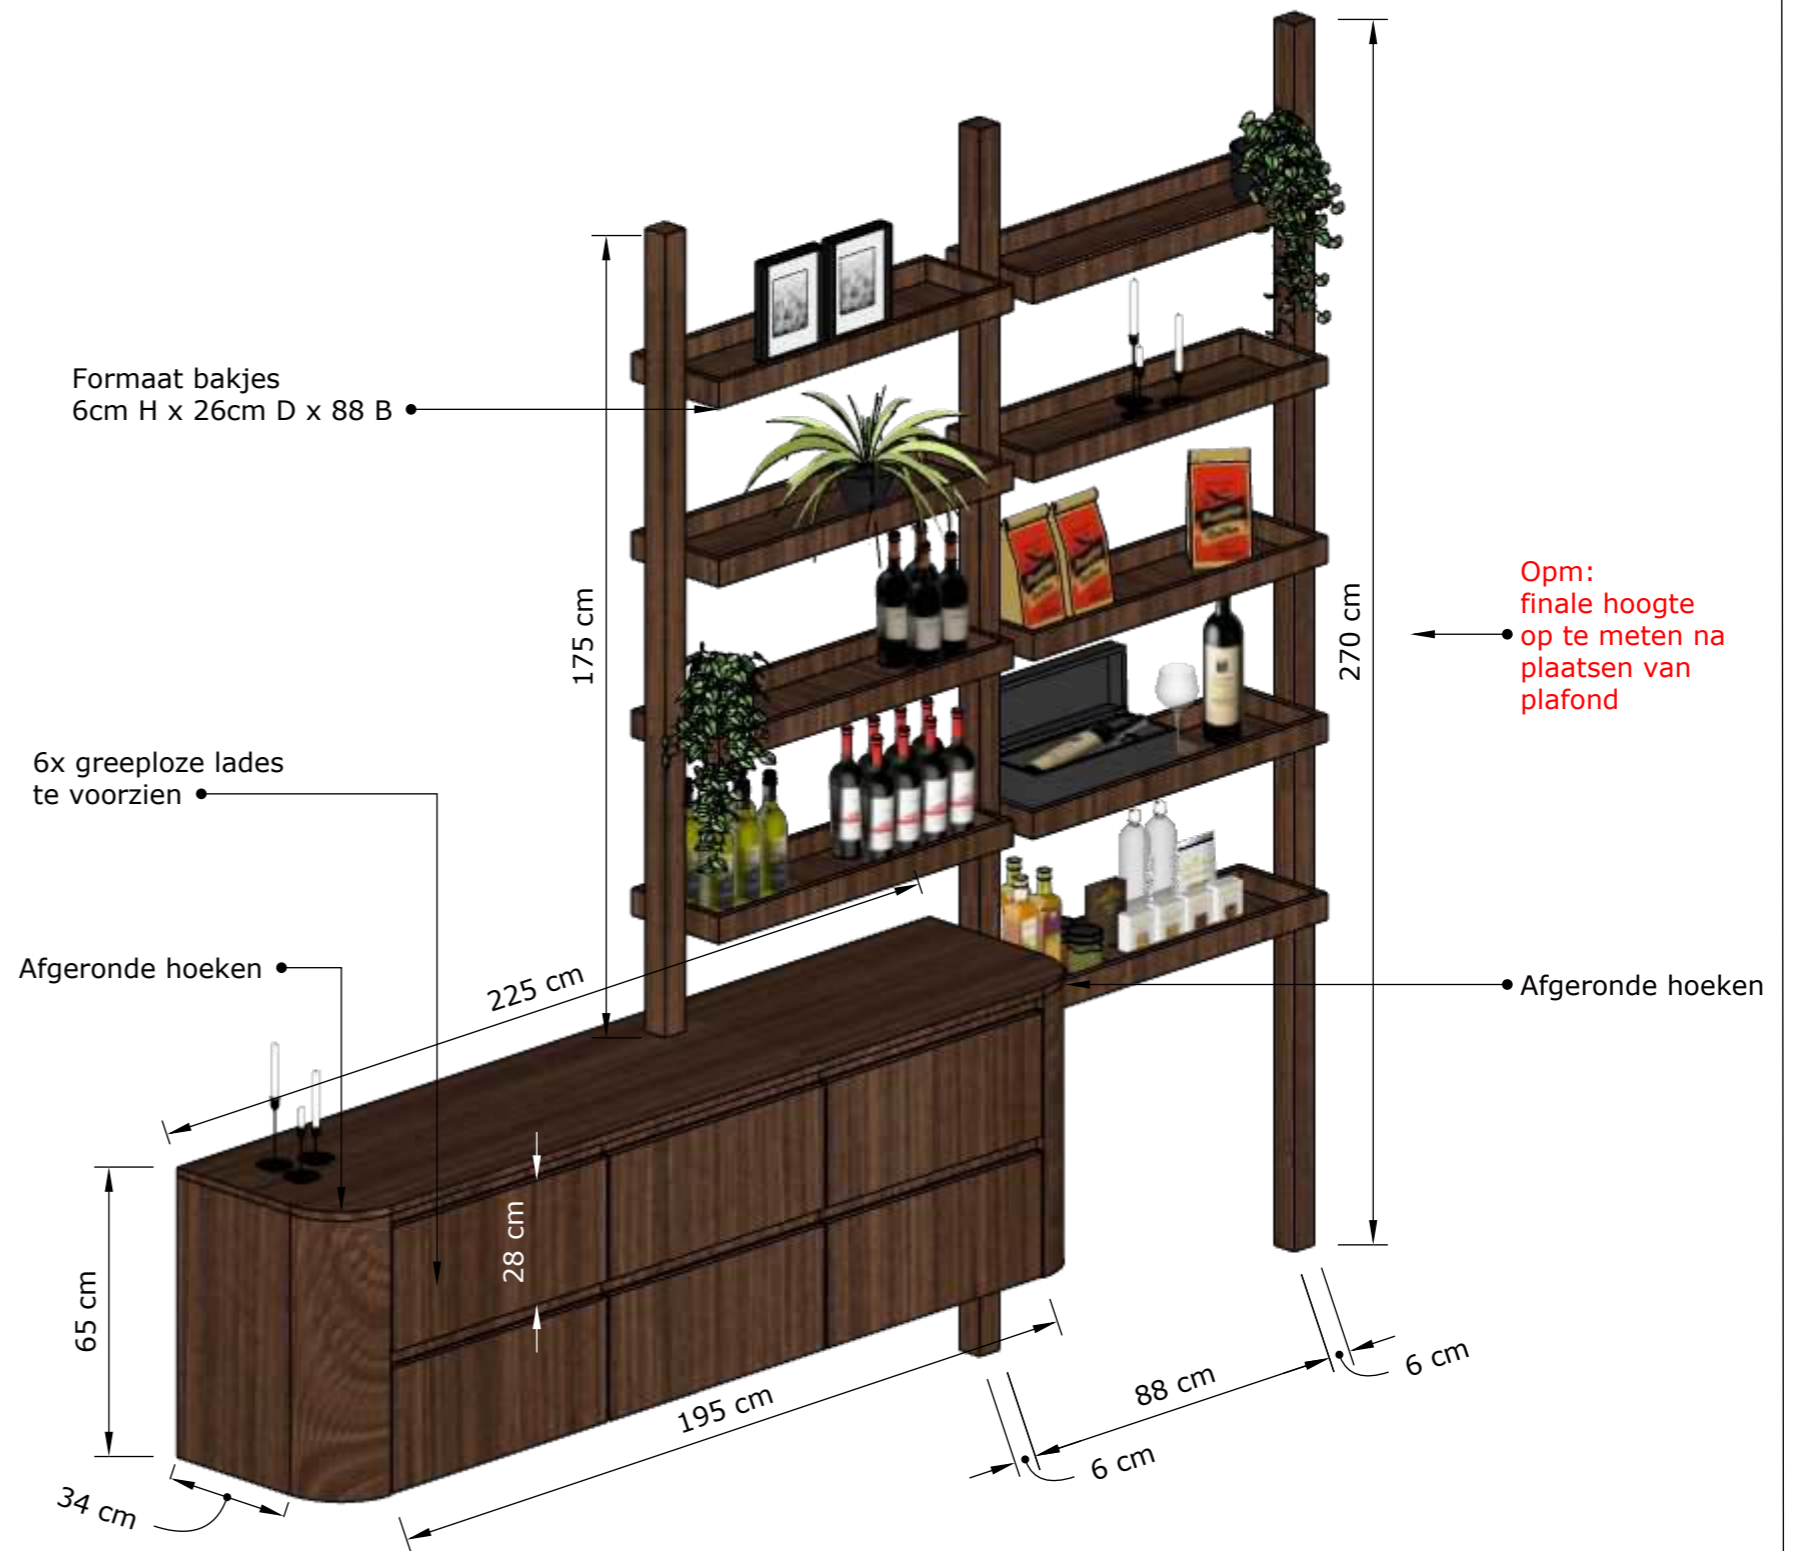 Formaat bakjes
6cm H x 26cm D x 88 B
175 cm
270 cm
Opm:
finale hoogte
op te meten na
plaatsen van
plafond
6x greeploze lades
te voorzien
Afgeronde hoeken
225 cm
Afgeronde hoeken
28 cm
65 cm
34 cm
195 cm
88 cm
6 cm
6 cm